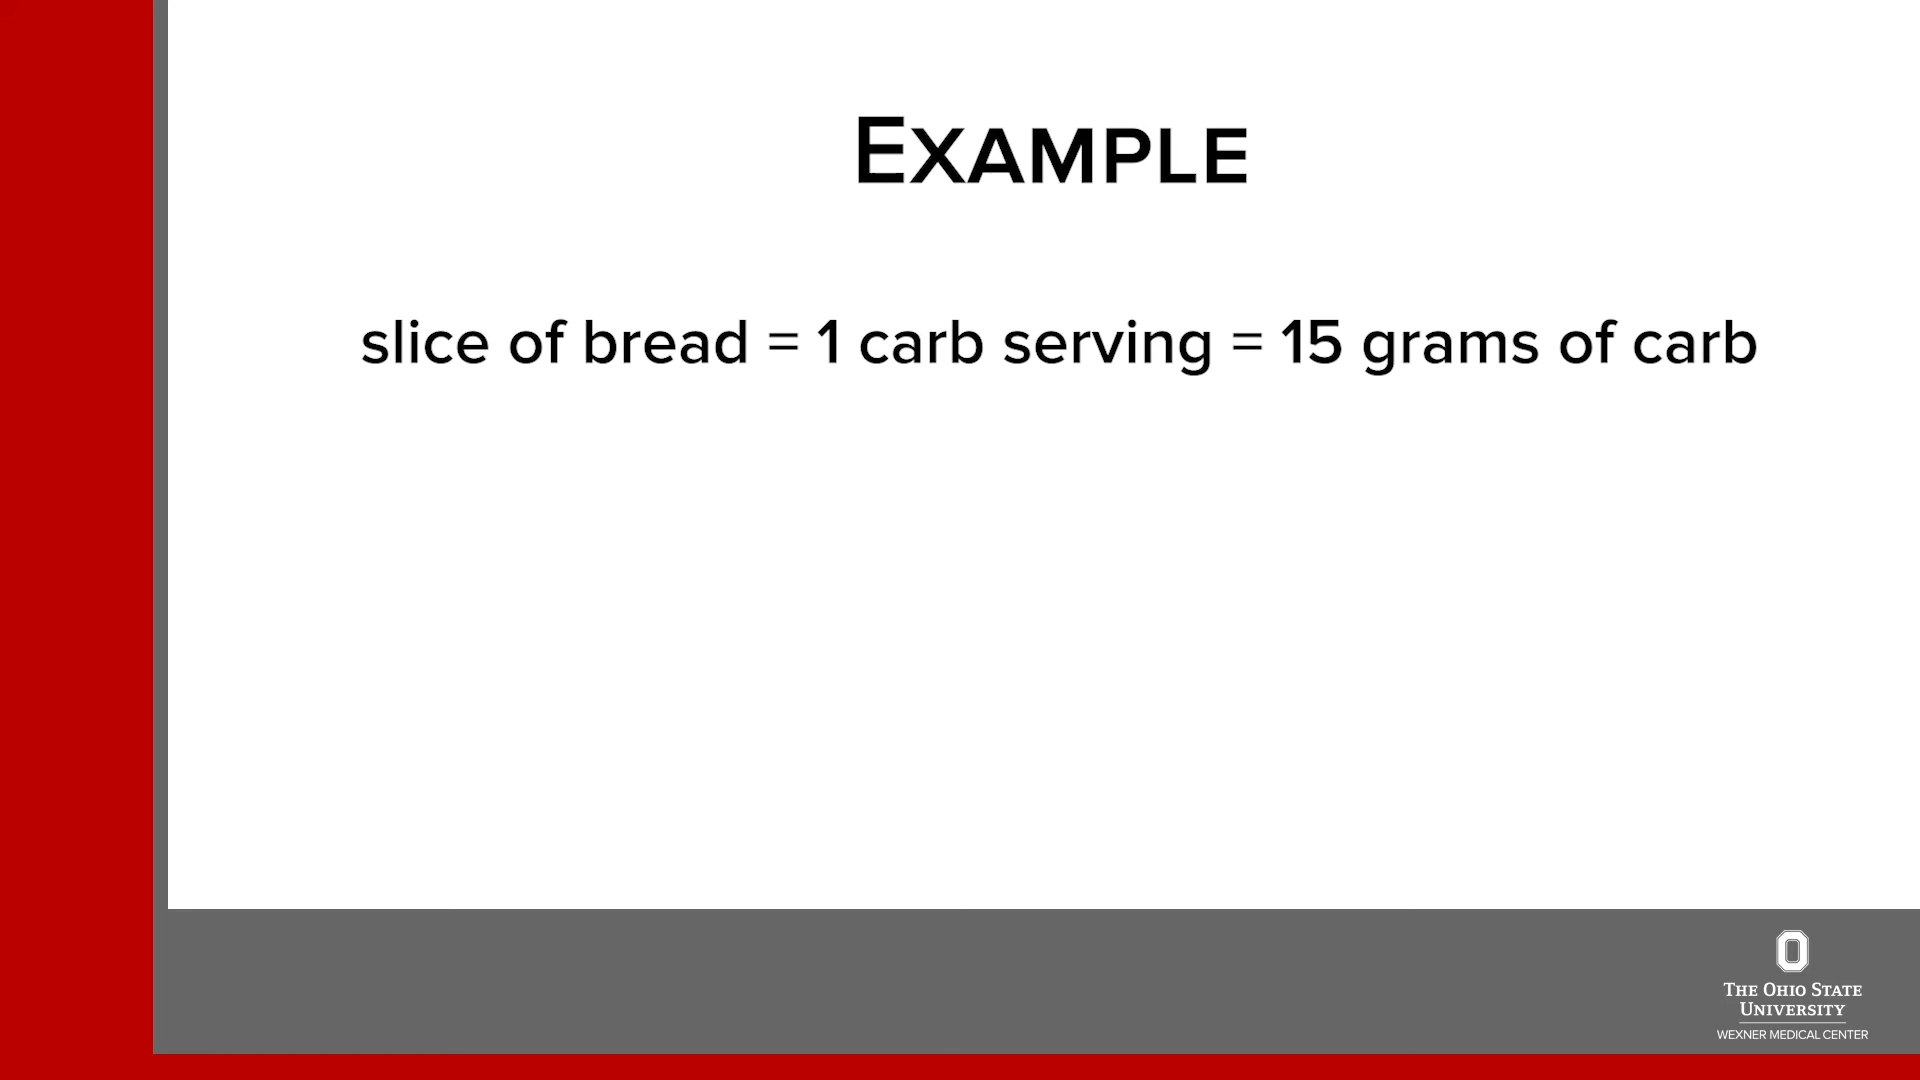 EXAMPLE
slice of bread = 1 carb serving = 15 grams of carb
THE OHIO STATE
UNIVERSITY
WEXNER MEDICAL CENTER